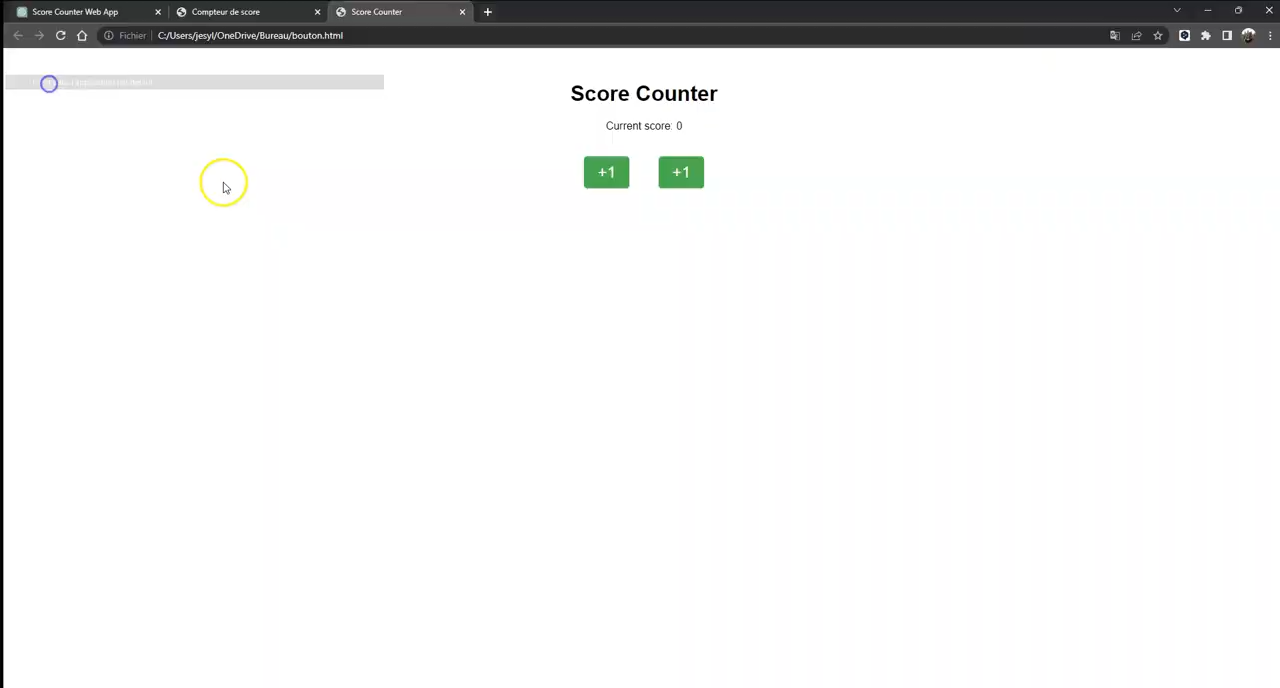 Score Counter Web App
Compteur de score
Score Counter
Fichier
C:/Users/jesyl/OneDrive/Bureau/bouton.html
Score Counter
Current score: 0
+1
+1